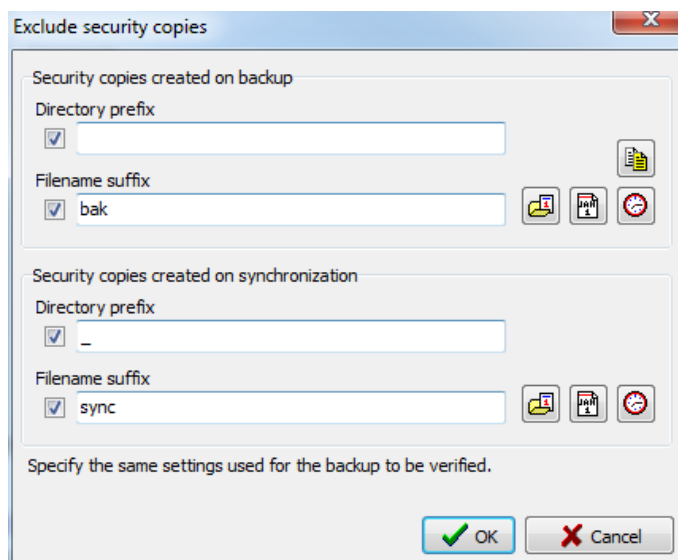 Exclude security copies
Security copies created on backup
Directory prefix
Filename suffix
bak
Security copies created on synchronization
Directory prefix
_
Filename suffix
sync
Specify the same settings used for the backup to be verified.
OK Cancel